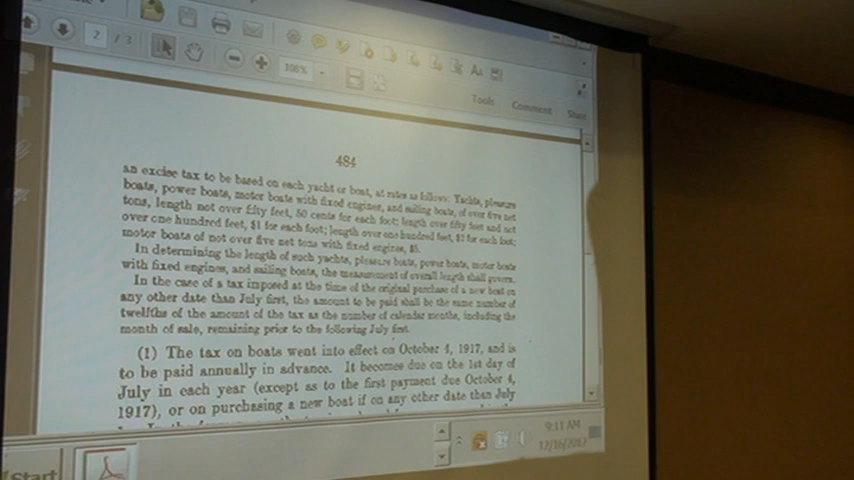 2 / 3
108%
Tools Comment Share
484
an excise tax to be based on each yacht or boat, at rates as follows: Yachts, pleasure
boats, power boats, motor boats with fixed engines, and sailing boats, of over five net
tons, length not over fifty feet, 50 cents for each foot; length over fifty feet and not
over one hundred feet, $1 for each foot; length over one hundred feet, $2 for each foot;
motor boats of not over five net tons with fixed engines, $5.
In determining the length of such yachts, pleasure boats, power boats, motor boats
with fixed engines, and sailing boats, the measurement of overall length shall govern.
In the case of a tax imposed at the time of the original purchase of a new boat on
any other date than July first, the amount to be paid shall be the same number of
twelfths of the amount of the tax as the number of calendar months, including the
month of sale, remaining prior to the following July first.
(1) The tax on boats went into effect on October 4, 1917, and is
to be paid annually in advance. It becomes due on the 1st day of
July in each year (except as to the first payment due October 4,
1917), or on purchasing a new boat if on any other date than July
9:11 AM
Start